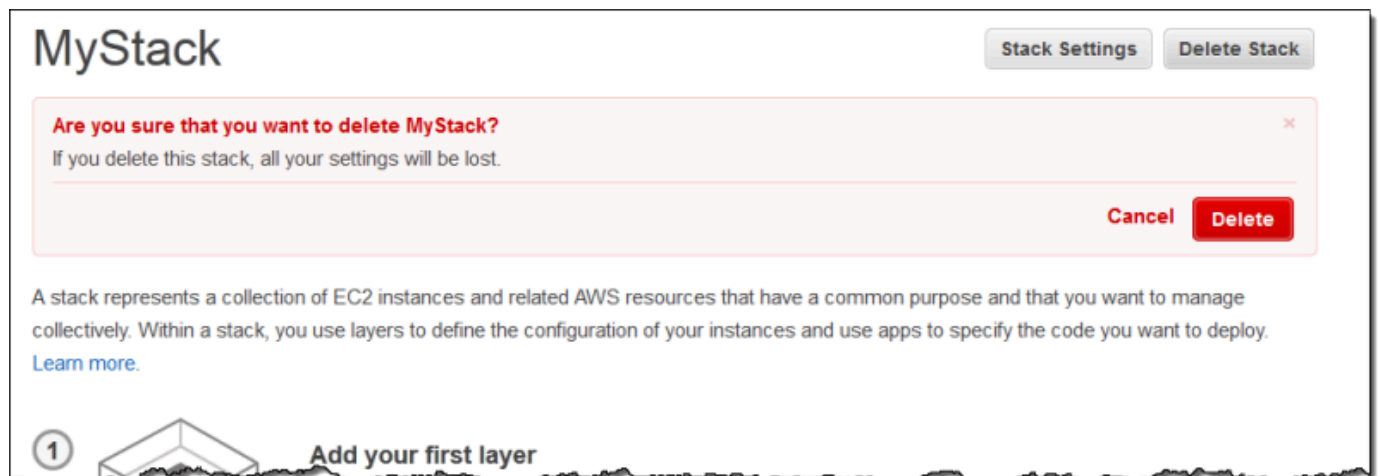 MyStack
Stack Settings
Delete Stack
Are you sure that you want to delete MyStack?
×
If you delete this stack, all your settings will be lost.
Cancel
Delete
A stack represents a collection of EC2 instances and related AWS resources that have a common purpose and that you want to manage
collectively. Within a stack, you use layers to define the configuration of your instances and use apps to specify the code you want to deploy.
Learn more.
1
Add your first layer